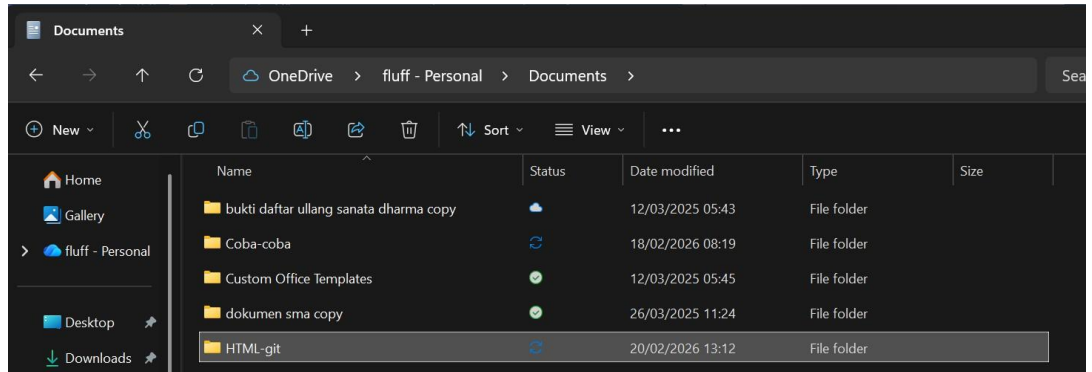 Documents
OneDrive > fluff - Personal > Documents >
Sea
New
Sort
View
Name Status Date modified Type Size
Home
Gallery
fluff - Personal
Desktop
Downloads
bukti daftar ullang sanata dharma copy 12/03/2025 05:43 File folder
Coba-coba 18/02/2026 08:19 File folder
Custom Office Templates 12/03/2025 05:45 File folder
dokumen sma copy 26/03/2025 11:24 File folder
HTML-git 20/02/2026 13:12 File folder